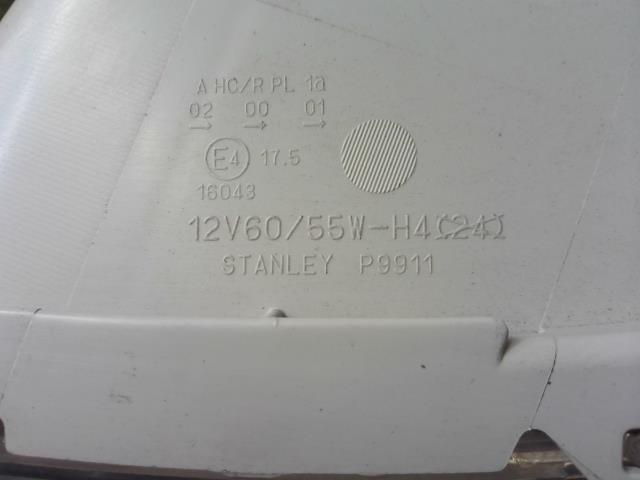 A HC/R PL 1a
02 00 01
→ → →
E4 17.5
16043
12V60/55W-H4(24)
STANLEY P9911